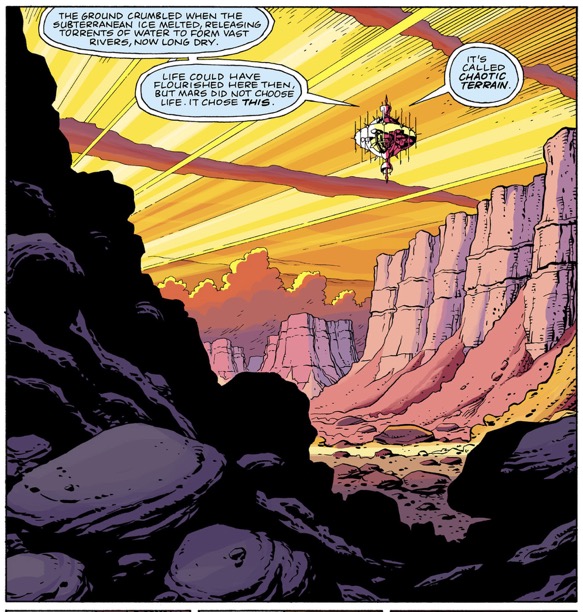 THE GROUND CRUMBLED WHEN THE
SUBTERRANEAN ICE MELTED, RELEASING
TORRENTS OF WATER TO FORM VAST
RIVERS, NOW LONG DRY.
LIFE COULD HAVE
FLOURISHED HERE THEN,
BUT MARS DID NOT CHOOSE
LIFE. IT CHOSE THIS.
IT'S
CALLED
CHAOTIC
TERRAIN.